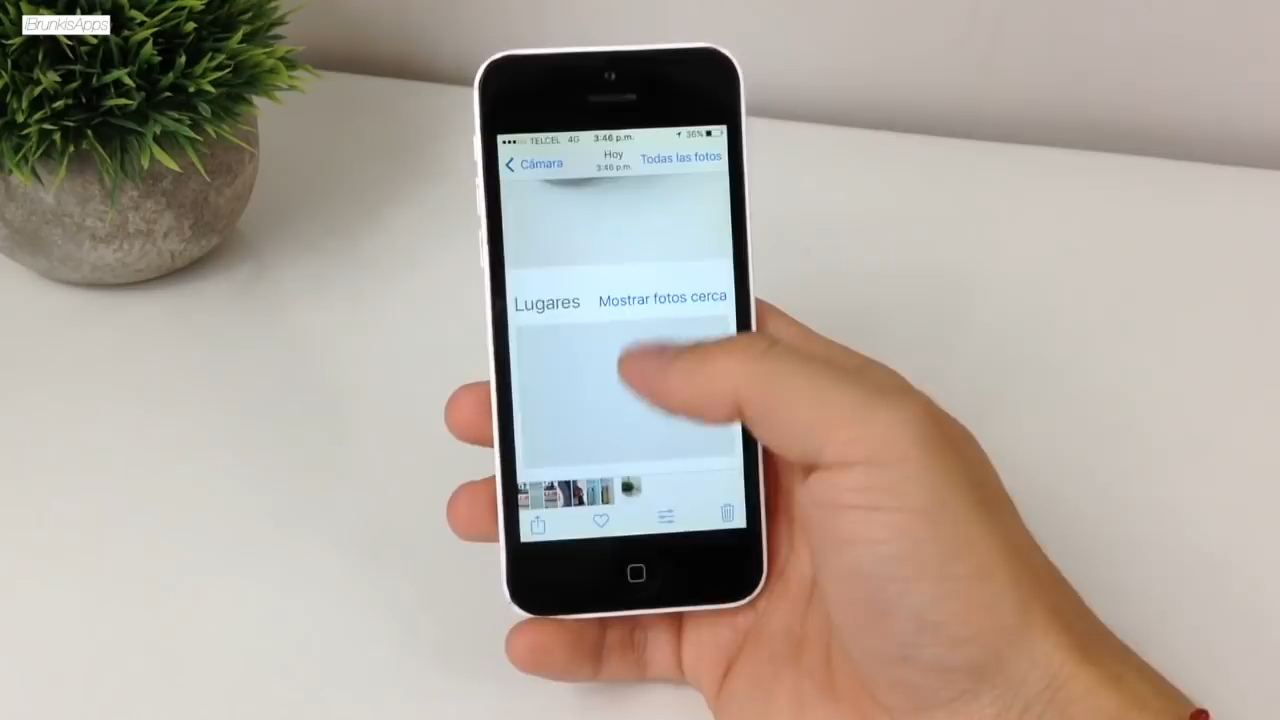 iBrunkisApps
TELCEL 4G 3:46 p.m. 36%
Cámara Hoy Todas las fotos
3:46 p.m.
Lugares Mostrar fotos cerca